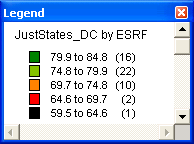 Legend
JustStates_DC by ESRF
79.9 to 84.8 (16)
74.8 to 79.9 (22)
69.7 to 74.8 (10)
64.6 to 69.7 (2)
59.5 to 64.6 (1)